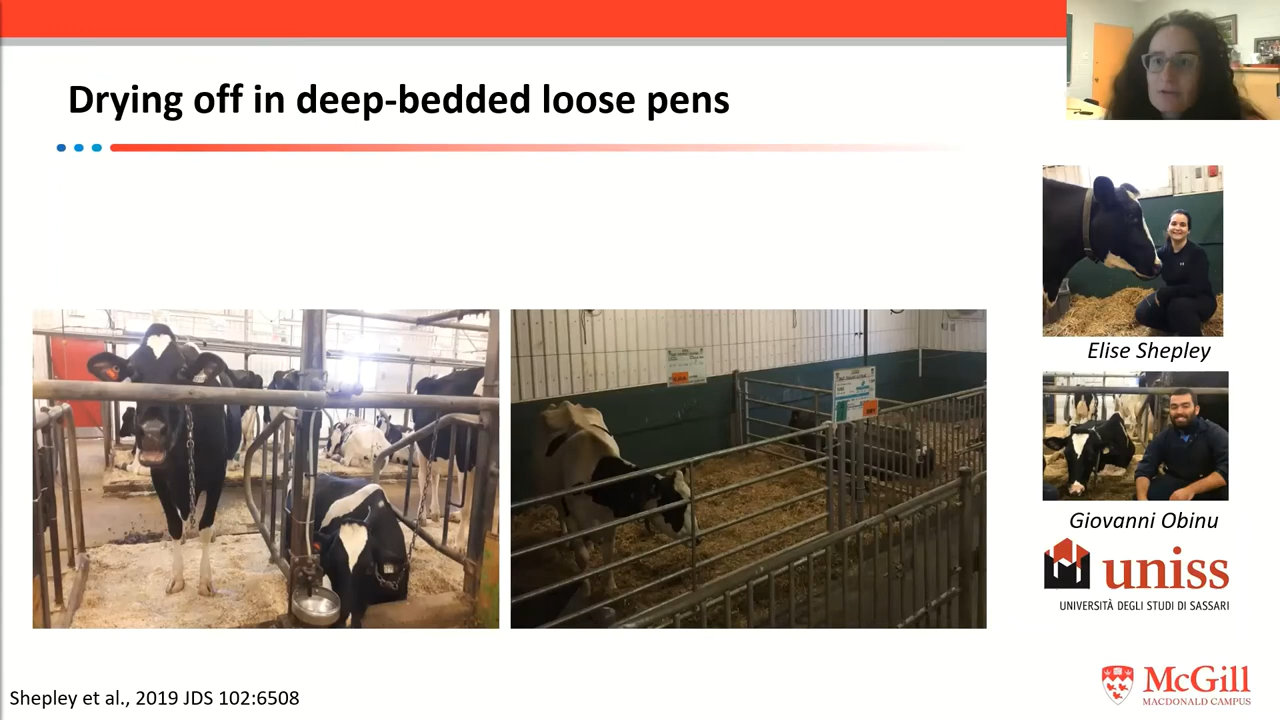 Drying off in deep-bedded loose pens
Elise Shepley
Giovanni Obinu
uniss
UNIVERSITÀ DEGLI STUDI DI SASSARI
McGill
MACDONALD CAMPUS
Shepley et al., 2019 JDS 102:6508